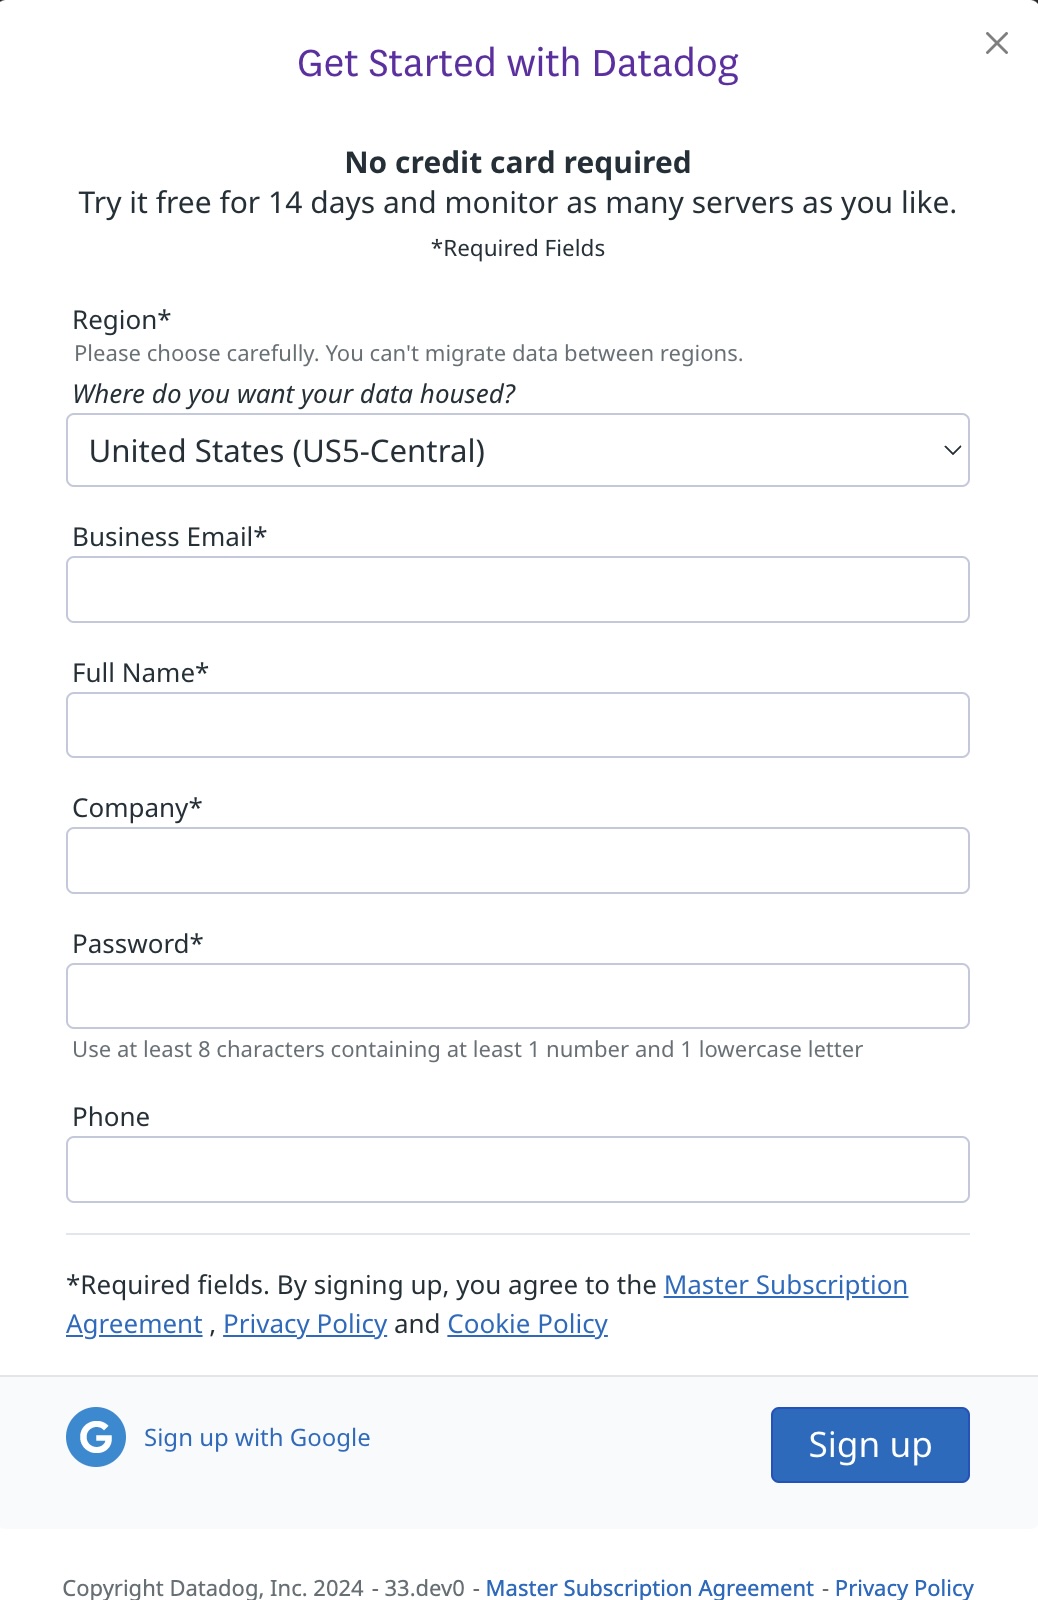 Get Started with Datadog
No credit card required
Try it free for 14 days and monitor as many servers as you like.
*Required Fields
Region*
Please choose carefully. You can't migrate data between regions.
Where do you want your data housed?
United States (US5-Central)
Business Email*
Full Name*
Company*
Password*
Use at least 8 characters containing at least 1 number and 1 lowercase letter
Phone
*Required fields. By signing up, you agree to the Master Subscription
Agreement , Privacy Policy and Cookie Policy
G Sign up with Google
Sign up
Copyright Datadog, Inc. 2024 - 33.dev0 - Master Subscription Agreement - Privacy Policy